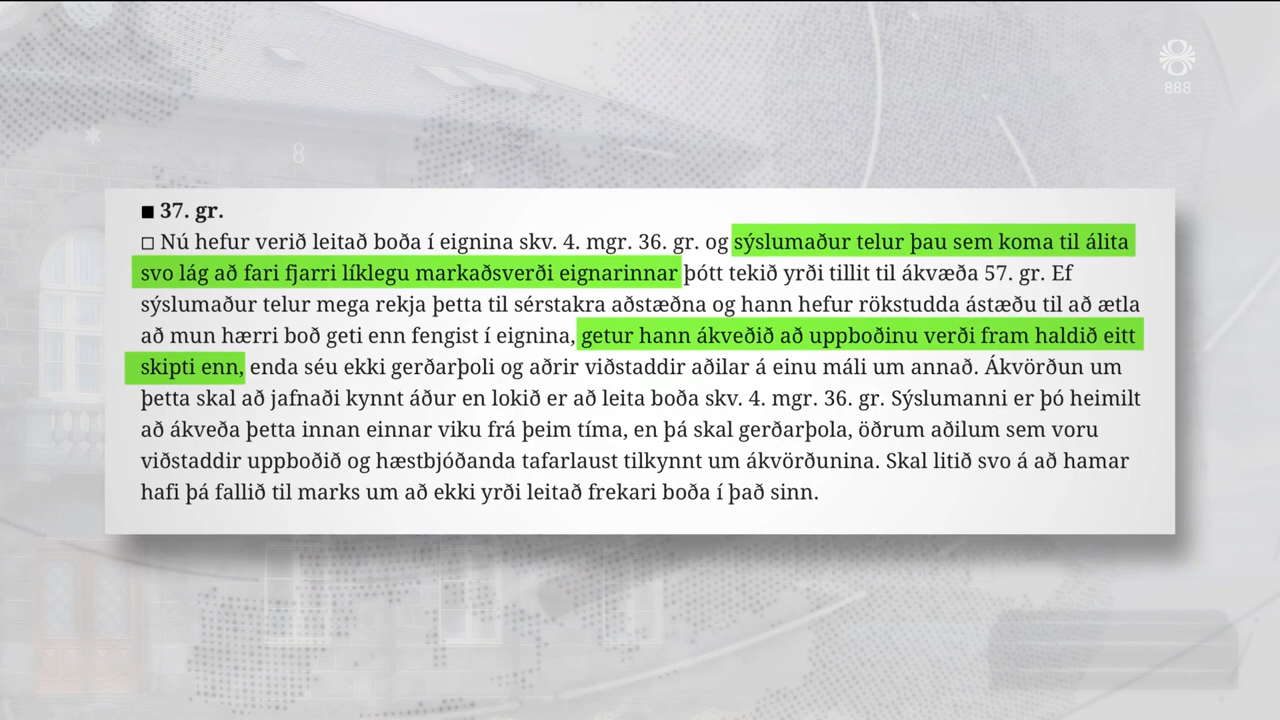 888
■ 37. gr.
□ Nú hefur verið leitað boða í eignina skv. 4. mgr. 36. gr. og sýslumaður telur þau sem koma til álita
svo lág að fari fjarri líklegu markaðsverði eignarinnar þótt tekið yrði tillit til ákvæða 57. gr. Ef
sýslumaður telur mega rekja þetta til sérstakra aðstæðna og hann hefur rökstudda ástæðu til að ætla
að mun hærri boð geti enn fengist í eignina, getur hann ákveðið að uppboðinu verði fram haldið eitt
skipti enn, enda séu ekki gerðarþoli og aðrir viðstaddir aðilar á einu máli um annað. Ákvörðun um
þetta skal að jafnaði kynnt áður en lokið er að leita boða skv. 4. mgr. 36. gr. Sýslumanni er þó heimilt
að ákveða þetta innan einnar viku frá þeim tíma, en þá skal gerðarþola, öðrum aðilum sem voru
viðstaddir uppboðið og hæstbjóðanda tafarlaust tilkynnt um ákvörðunina. Skal litið svo á að hamar
hafi þá fallið til marks um að ekki yrði leitað frekari boða í það sinn.